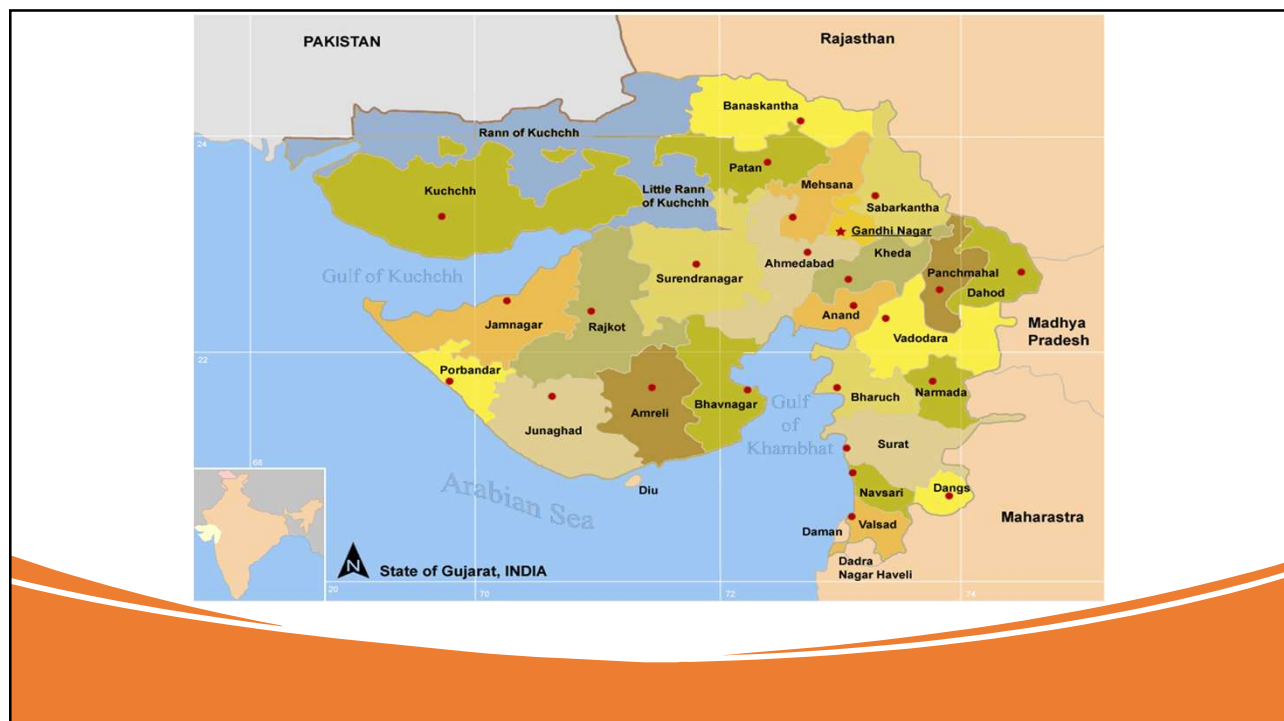 PAKISTAN
Rajasthan
Banaskantha
24
Rann of Kuchchh
Patan
Mehsana
Kuchchh
Little Rann
of Kuchchh
Sabarkantha
Gandhi Nagar
Kheda
Ahmedabad
Panchmahal
Gulf of Kuchchh
Surendranagar
Dahod
Anand
Jamnagar
Rajkot
Madhya
Pradesh
Vadodara
22
Porbandar
Bharuch
Narmada
Bhavnagar
Amreli
Gulf
of
Khambhat
Junaghad
Surat
68
Arabian Sea
Diu
Navsari
Dangs
Maharastra
Daman
Valsad
Dadra
Nagar Haveli
N
State of Gujarat, INDIA
20
70
72
74